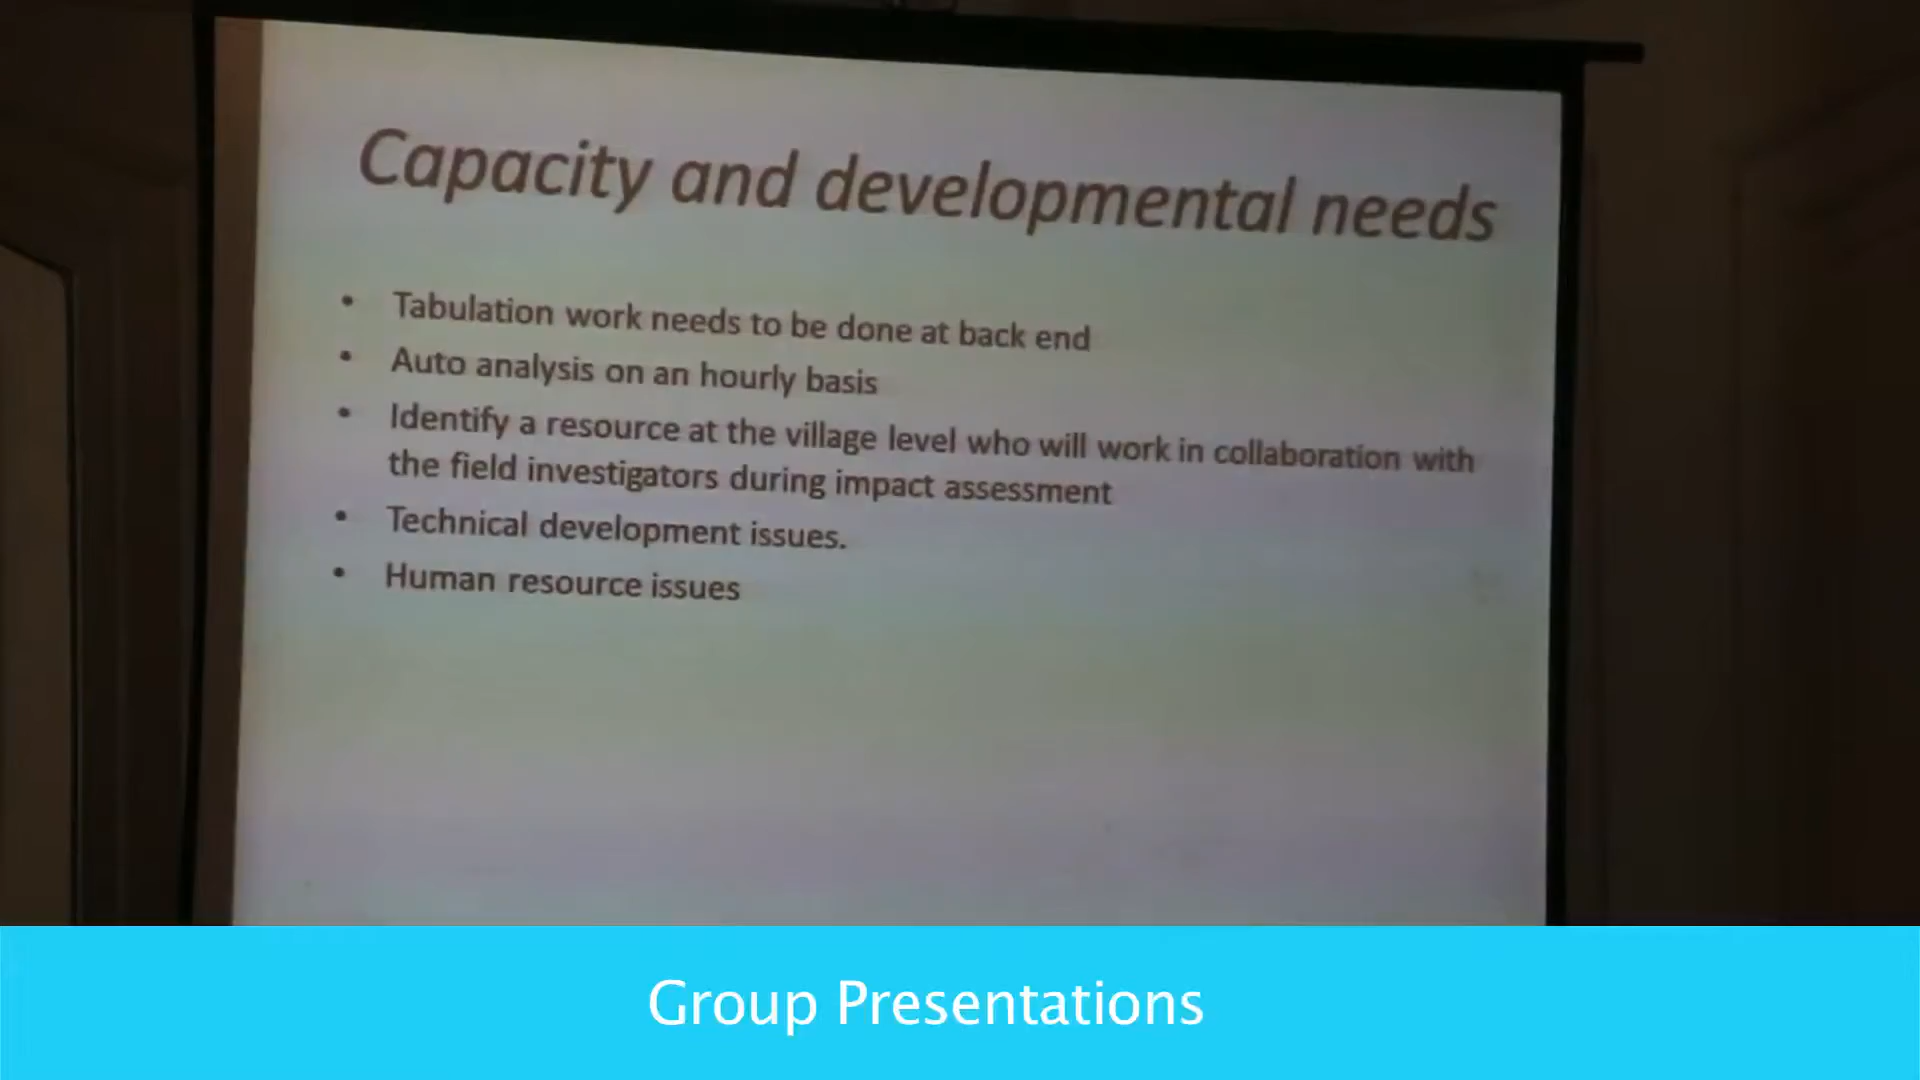 Capacity and developmental needs
• Tabulation work needs to be done at back end
• Auto analysis on an hourly basis
• Identify a resource at the village level who will work in collaboration with
the field investigators during impact assessment
• Technical development issues.
• Human resource issues
Group Presentations